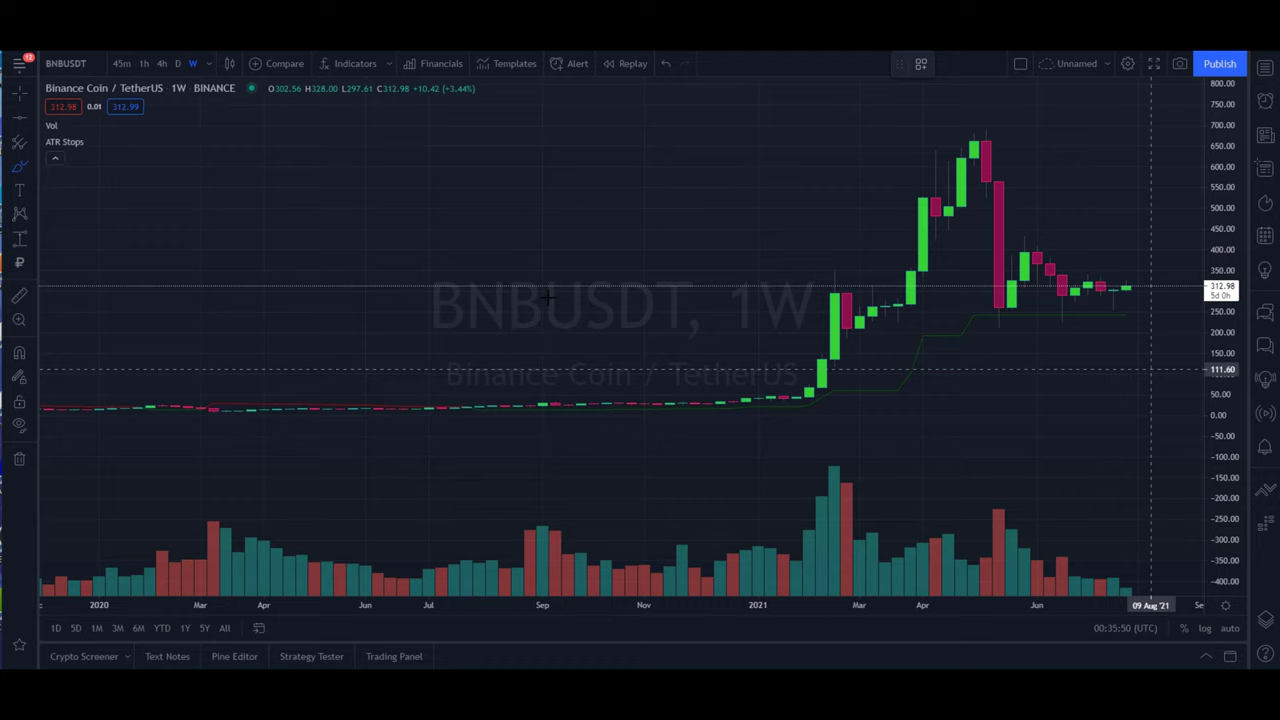 12
BNBUSDT 45m 1h 4h D W Compare Indicators Financials Templates Alert Replay Unnamed Publish
Binance Coin / TetherUS 1W BINANCE O302.56 H328.00 L297.61 C312.98 +10.42 (+3.44%)
312.98 0.01 312.99
Vol
ATR Stops
BNBUSDT, 1W
Binance Coin / TetherUS
800.00
750.00
700.00
650.00
600.00
550.00
500.00
450.00
400.00
350.00
312.98
5d 0h
250.00
200.00
150.00
111.60
50.00
0.00
-50.00
-100.00
-150.00
-200.00
-250.00
-300.00
-350.00
-400.00
2020 Mar Apr Jun Jul Sep Nov 2021 Mar Apr Jun 09 Aug '21 Se
1D 5D 1M 3M 6M YTD 1Y 5Y All 00:35:50 (UTC) % log auto
Crypto Screener Text Notes Pine Editor Strategy Tester Trading Panel